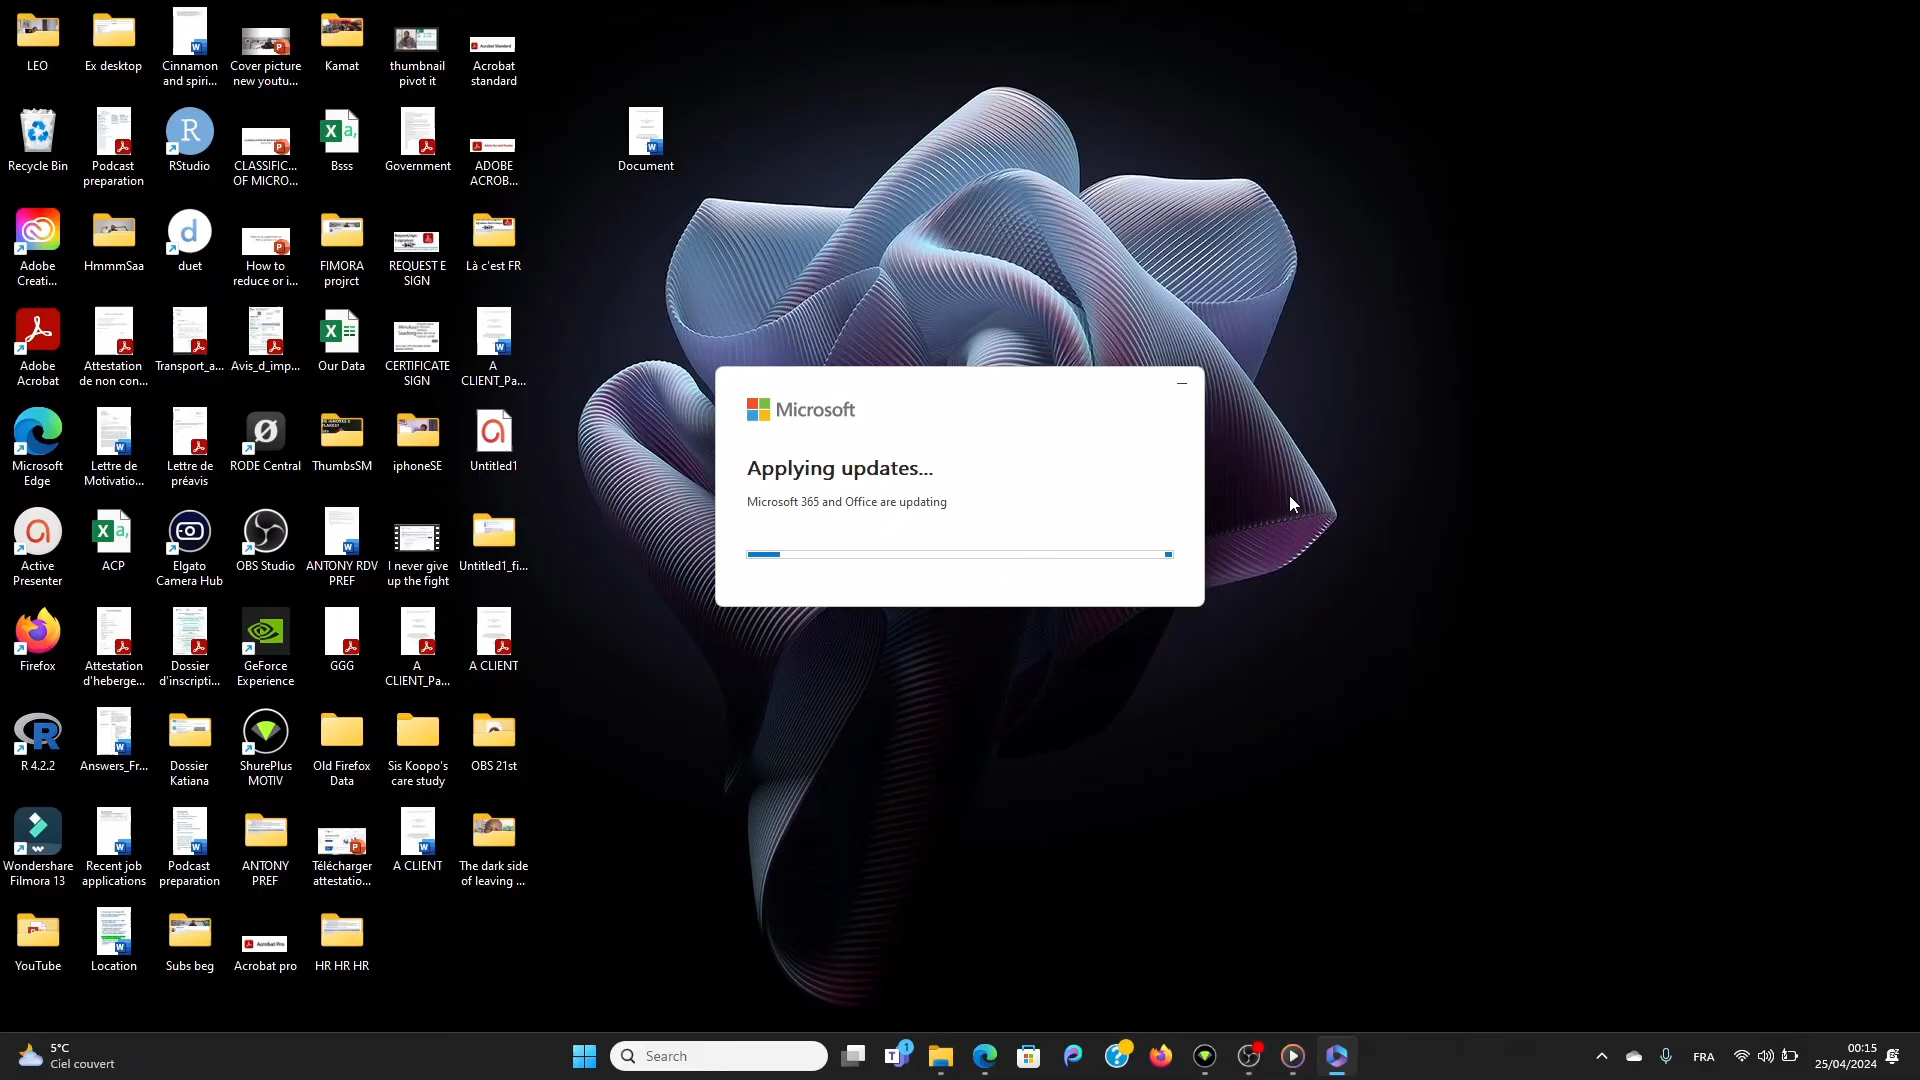 LEO
Ex desktop
Cinnamon
and spiri...
Cover picture
new youtu...
Kamat
thumbnail
pivot it
Acrobat
standard
Recycle Bin
Podcast
preparation
RStudio
CLASSIFIC...
OF MICRO...
Bsss
Government
ADOBE
ACROB...
Document
Adobe
Creati...
HmmmSaa
duet
How to
reduce or i...
FIMORA
projrct
REQUEST E
SIGN
Là c'est FR
Adobe
Acrobat
Attestation
de non con...
Transport_a...
Avis_d_imp...
Our Data
CERTIFICATE
SIGN
A
CLIENT_Pa...
Microsoft
Edge
Lettre de
Motivatio...
Lettre de
préavis
RODE Central
ThumbsSM
iphoneSE
Untitled1
Active
Presenter
ACP
Elgato
Camera Hub
OBS Studio
ANTONY RDV
PREF
I never give
up the fight
Untitled1_fi...
Firefox
Attestation
d'heberge...
Dossier
d'inscripti...
GeForce
Experience
GGG
A
CLIENT_Pa...
A CLIENT
R 4.2.2
Answers_Fr...
Dossier
Katiana
ShurePlus
MOTIV
Old Firefox
Data
Sis Koopo's
care study
OBS 21st
Wondershare
Filmora 13
Recent job
applications
Podcast
preparation
ANTONY
PREF
Télécharger
attestatio...
A CLIENT
The dark side
of leaving ...
YouTube
Location
Subs beg
Acrobat pro
HR HR HR
Microsoft
Applying updates...
Microsoft 365 and Office are updating
5°C
Ciel couvert
Search
1
FRA
00:15
25/04/2024